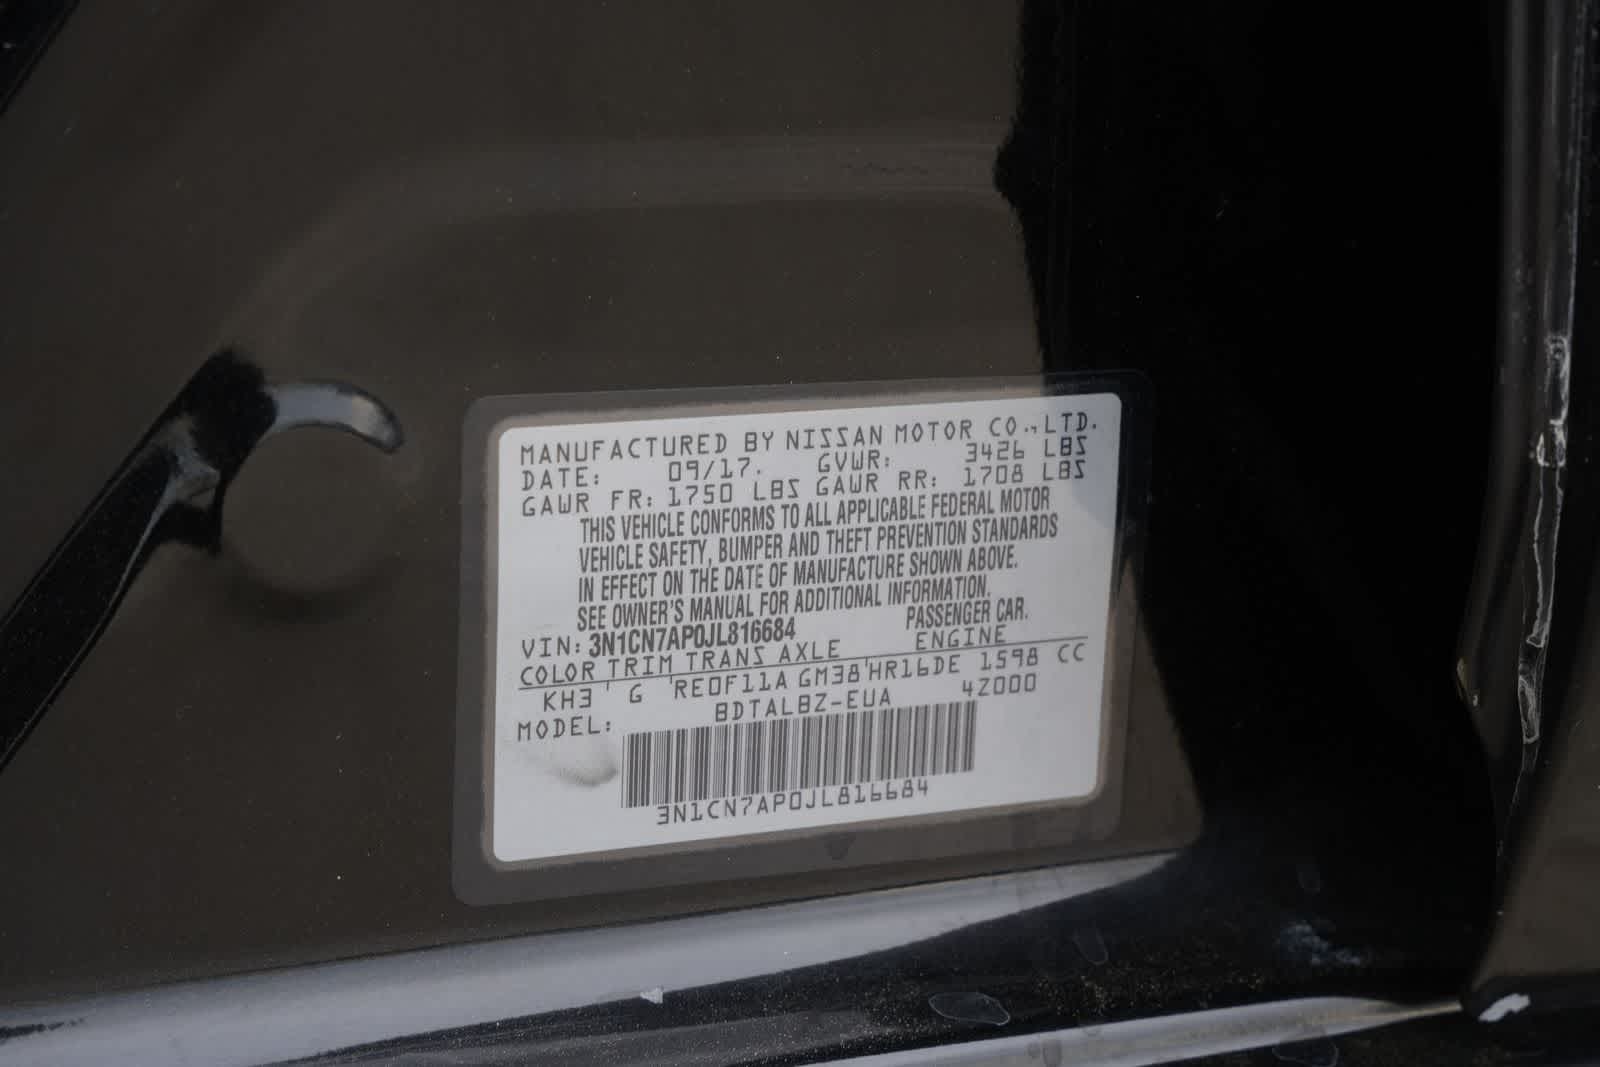 MANUFACTURED BY NISSAN MOTOR CO., LTD.
DATE: 09/17. GVWR: 3426 LBS
GAWR FR: 1750 LBS GAWR RR: 1708 LBS
THIS VEHICLE CONFORMS TO ALL APPLICABLE FEDERAL MOTOR
VEHICLE SAFETY, BUMPER AND THEFT PREVENTION STANDARDS
IN EFFECT ON THE DATE OF MANUFACTURE SHOWN ABOVE.
SEE OWNER'S MANUAL FOR ADDITIONAL INFORMATION.
VIN: 3N1CN7AP0JL816684 PASSENGER CAR.
COLOR TRIM TRANS AXLE ENGINE
KH3 ' G 'RE0F11A GM38'HR16DE 1598 CC
MODEL: BDTALBZ-EUA 4Z000
3N1CN7AP0JL816684